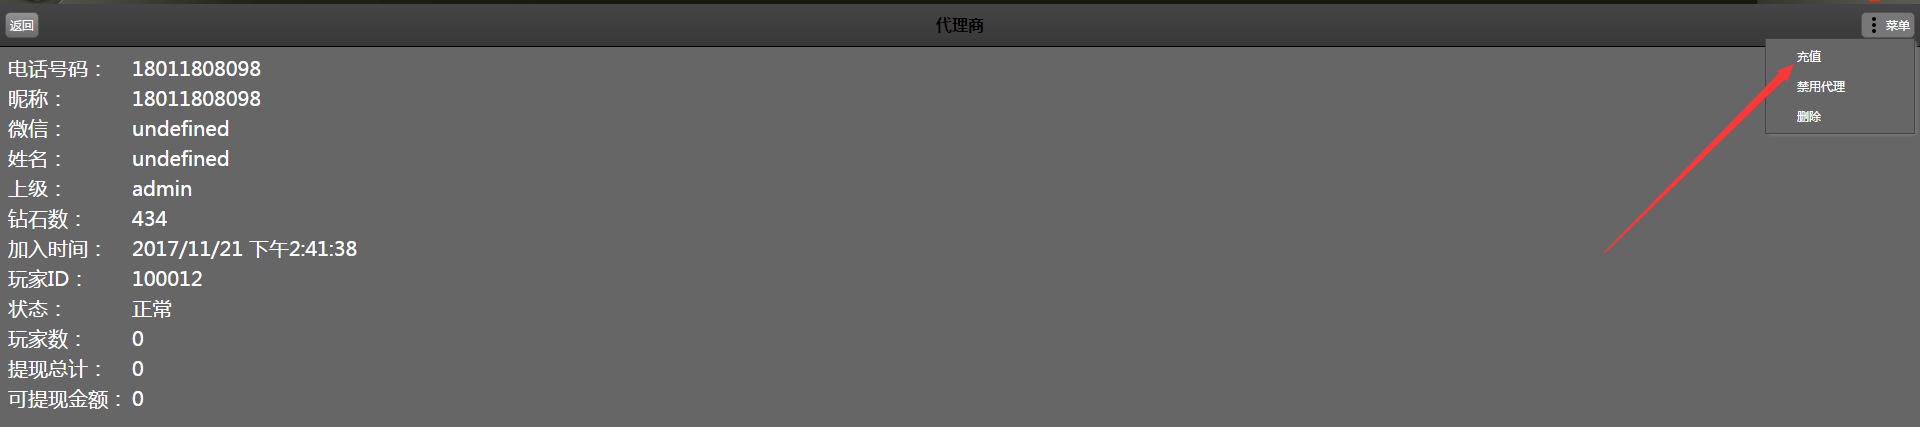 返回
代理商
菜单
充值
禁用代理
删除
电话号码： 18011808098
昵称： 18011808098
微信： undefined
姓名： undefined
上级： admin
钻石数： 434
加入时间： 2017/11/21 下午2:41:38
玩家ID： 100012
状态： 正常
玩家数： 0
提现总计： 0
可提现金额： 0